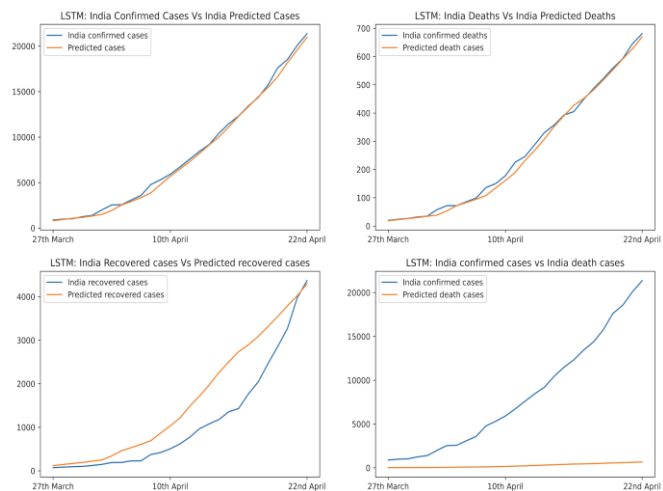 LSTM: India Confirmed Cases Vs India Predicted Cases
India confirmed cases
Predicted cases
20000
15000
10000
5000
0
27th March 10th April 22nd April
LSTM: India Deaths Vs India Predicted Deaths
India confirmed deaths
Predicted death cases
700
600
500
400
300
200
100
0
27th March 10th April 22nd April
LSTM: India Recovered cases Vs Predicted recovered cases
India recovered cases
Predicted recovered cases
4000
3000
2000
1000
0
27th March 10th April 22nd April
LSTM: India confirmed cases vs India death cases
India confirmed cases
Predicted death cases
20000
15000
10000
5000
0
27th March 10th April 22nd April